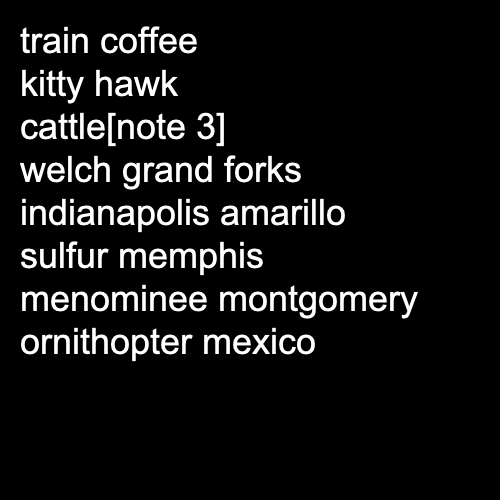 train coffee
kitty hawk
cattle[note 3]
welch grand forks
indianapolis amarillo
sulfur memphis
menominee montgomery
ornithopter mexico